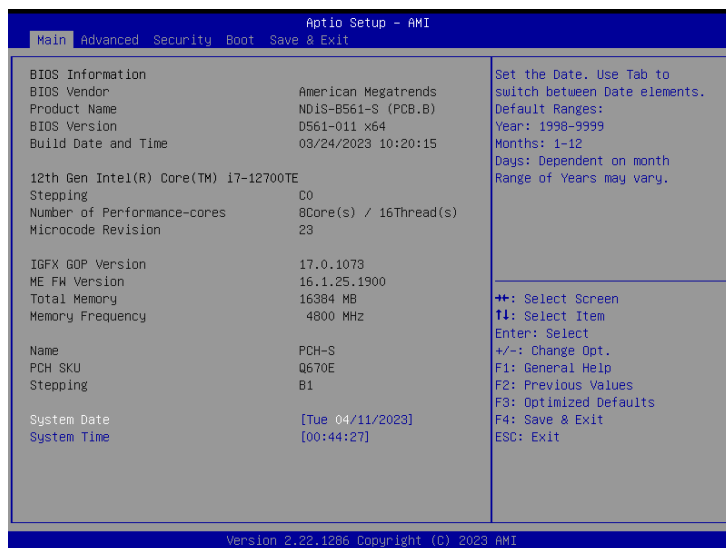 Aptio Setup - AMI
Main Advanced Security Boot Save & Exit
BIOS Information
BIOS Vendor American Megatrends
Product Name NDiS-B561-S (PCB.B)
BIOS Version D561-011 x64
Build Date and Time 03/24/2023 10:20:15
12th Gen Intel(R) Core(TM) i7-12700TE
Stepping C0
Number of Performance-cores 8Core(s) / 16Thread(s)
Microcode Revision 23
IGFX GOP Version 17.0.1073
ME FW Version 16.1.25.1900
Total Memory 16384 MB
Memory Frequency 4800 MHz
Name PCH-S
PCH SKU Q670E
Stepping B1
System Date [Tue 04/11/2023]
System Time [00:44:27]
Set the Date. Use Tab to
switch between Date elements.
Default Ranges:
Year: 1998-9999
Months: 1-12
Days: Dependent on month
Range of Years may vary.
→←: Select Screen
↑↓: Select Item
Enter: Select
+/-: Change Opt.
F1: General Help
F2: Previous Values
F3: Optimized Defaults
F4: Save & Exit
ESC: Exit
Version 2.22.1286 Copyright (C) 2023 AMI